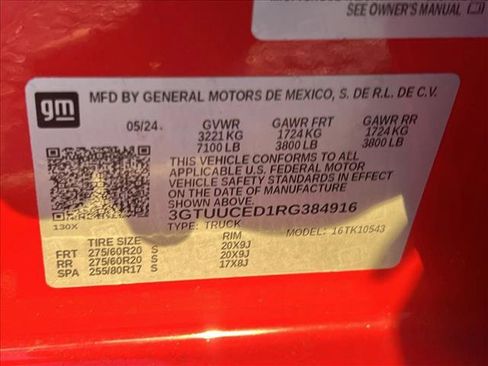 SEE OWNER'S MANUAL
gm
MFD BY GENERAL MOTORS DE MEXICO, S. DE R.L. DE C.V.
05/24 GVWR GAWR FRT GAWR RR
3221 KG 1724 KG 1724 KG
7100 LB 3800 LB 3800 LB
THIS VEHICLE CONFORMS TO ALL
APPLICABLE U.S. FEDERAL MOTOR
VEHICLE SAFETY STANDARDS IN EFFECT
ON THE DATE OF MANUFACTURE
SHOWN ABOVE
3GTUUCED1RG384916
130X TYPE: TRUCK MODEL: 16TK10543
TIRE SIZE RIM
FRT 275/60R20 S 20X9J
RR 275/60R20 S 20X9J
SPA 255/80R17 S 17X8J